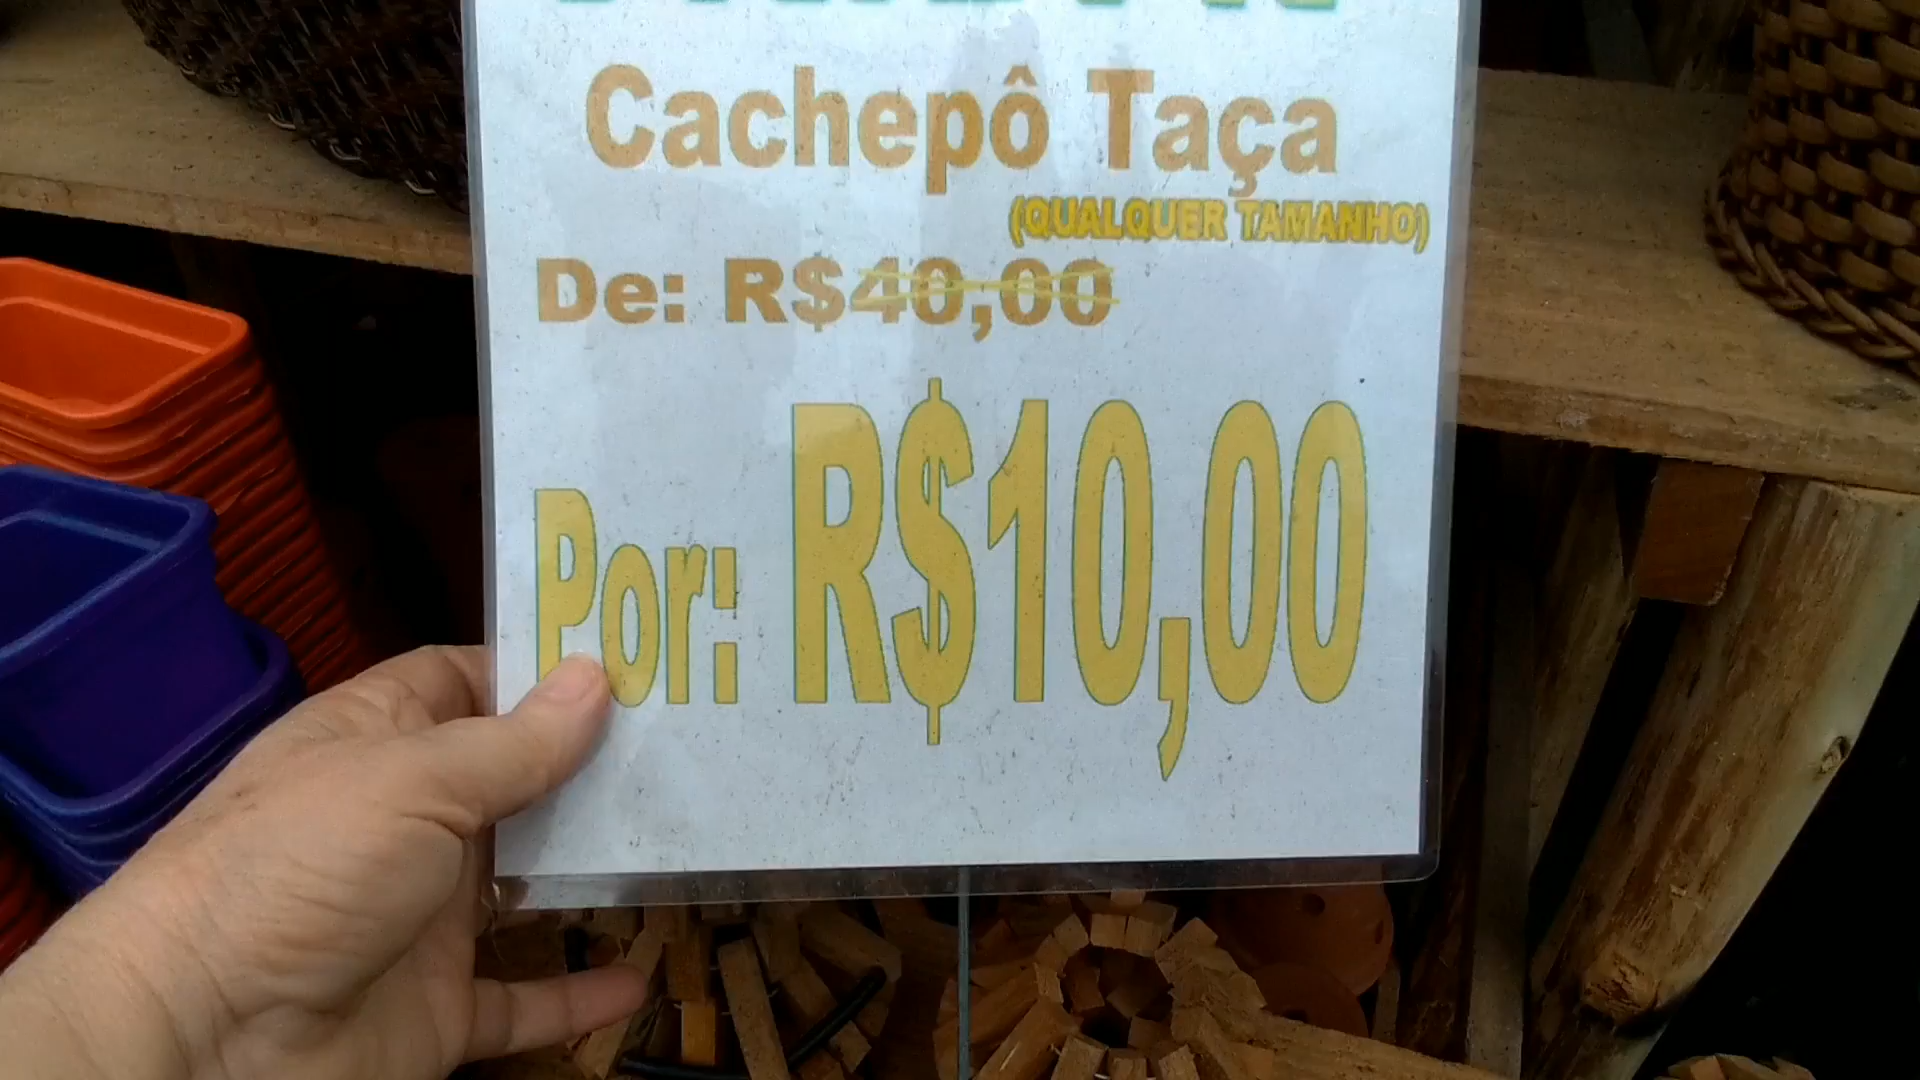 Cachepô Taça
(QUALQUER TAMANHO)
De: R$40,00
Por: R$10,00